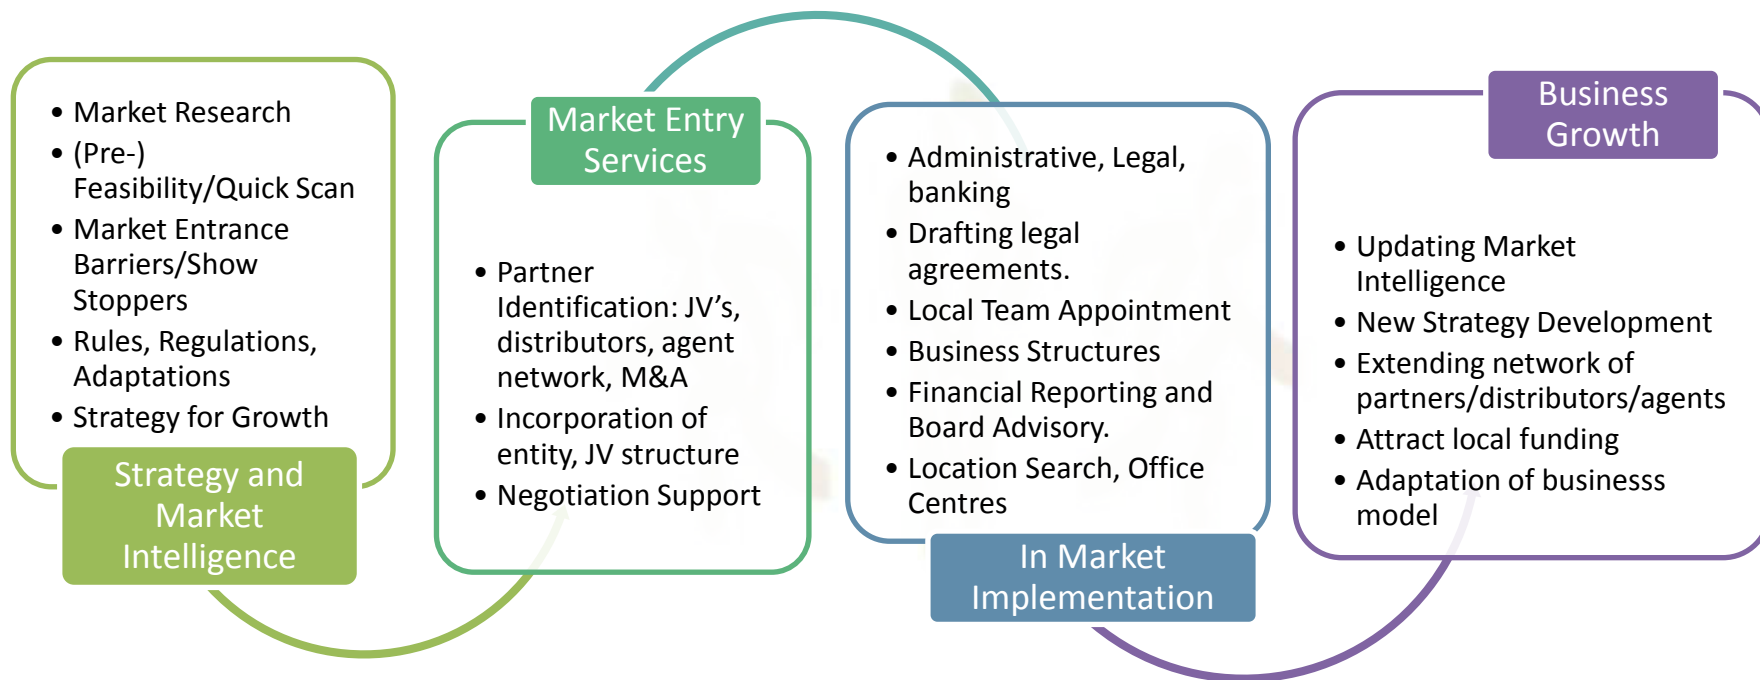 • Market Research
• (Pre-)
Feasibility/Quick Scan
• Market Entrance
Barriers/Show
Stoppers
• Rules, Regulations,
Adaptations
• Strategy for Growth
Strategy and
Market
Intelligence
Market Entry
Services
• Partner
Identification: JV’s,
distributors, agent
network, M&A
• Incorporation of
entity, JV structure
• Negotiation Support
• Administrative, Legal,
banking
• Drafting legal
agreements.
• Local Team Appointment
• Business Structures
• Financial Reporting and
Board Advisory.
• Location Search, Office
Centres
In Market
Implementation
Business
Growth
• Updating Market
Intelligence
• New Strategy Development
• Extending network of
partners/distributors/agents
• Attract local funding
• Adaptation of businesss
model